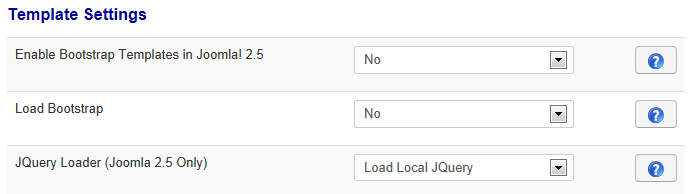 Template Settings
Enable Bootstrap Templates in Joomla! 2.5 No ?
Load Bootstrap No ?
JQuery Loader (Joomla 2.5 Only) Load Local JQuery ?